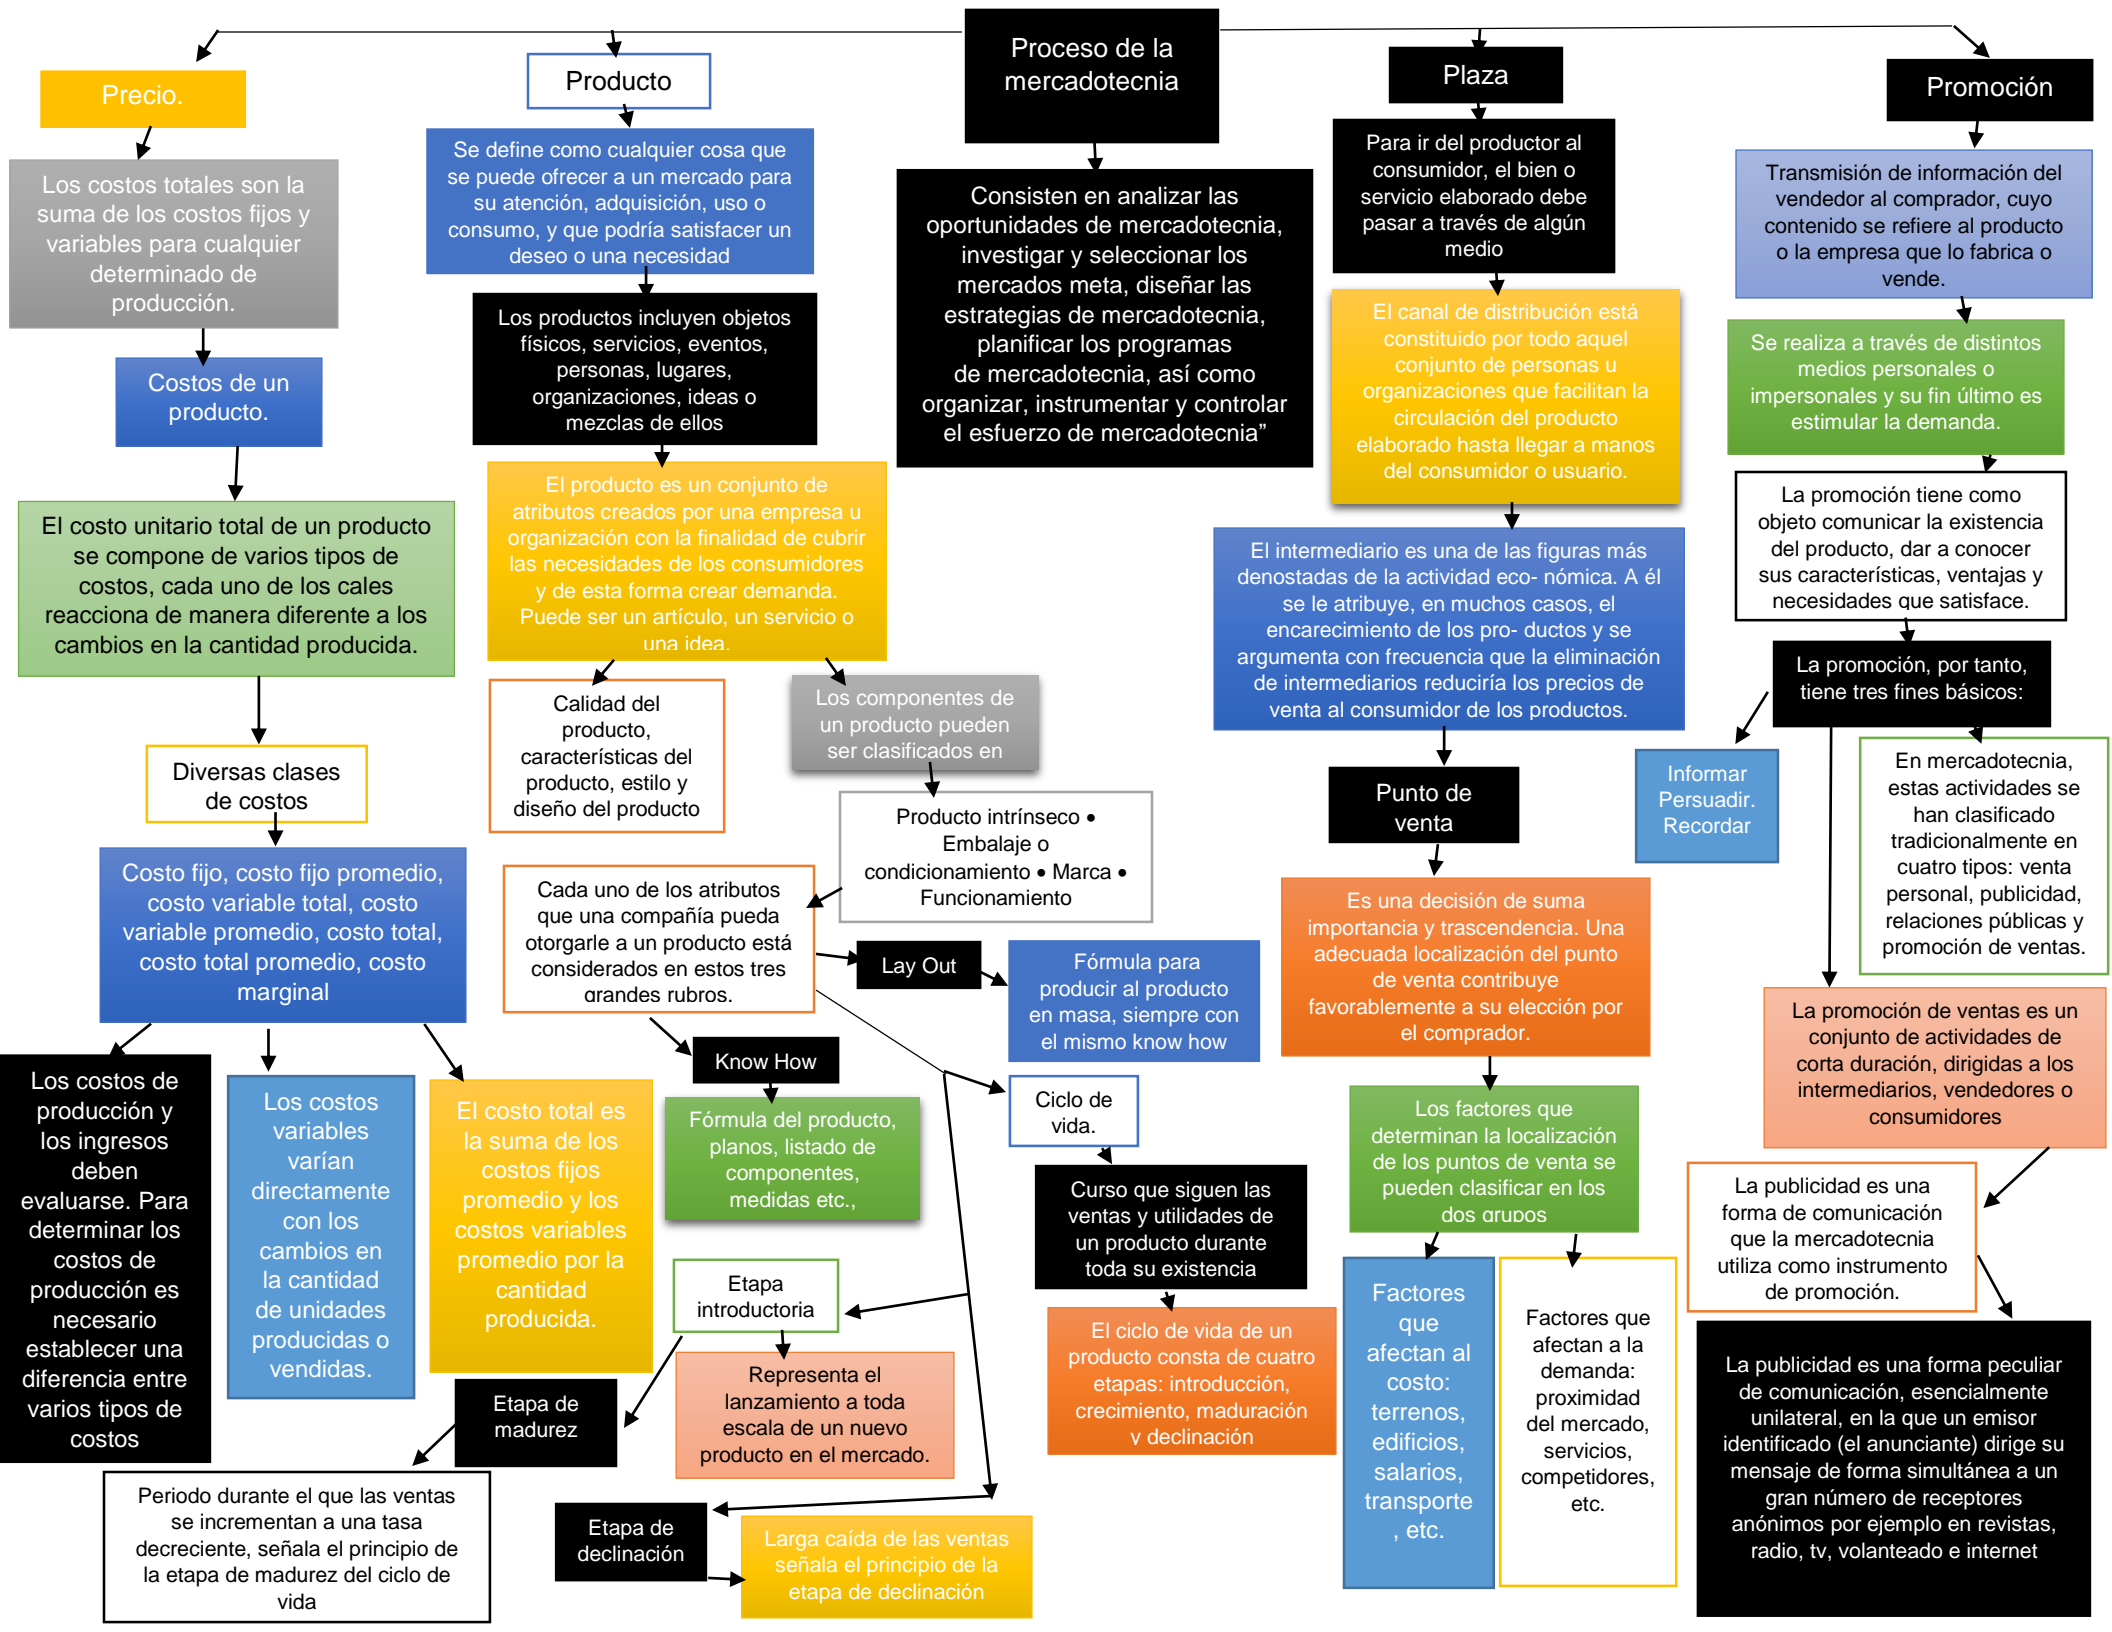 Proceso de la
mercadotecnia
Consisten en analizar las
oportunidades de mercadotecnia,
investigar y seleccionar los
mercados meta, diseñar las
estrategias de mercadotecnia,
planificar los programas
de mercadotecnia, así como
organizar, instrumentar y controlar
el esfuerzo de mercadotecnia”
Precio.
Los costos totales son la
suma de los costos fijos y
variables para cualquier
determinado de
producción.
Costos de un
producto.
El costo unitario total de un producto
se compone de varios tipos de
costos, cada uno de los cales
reacciona de manera diferente a los
cambios en la cantidad producida.
Diversas clases
de costos
Costo fijo, costo fijo promedio,
costo variable total, costo
variable promedio, costo total,
costo total promedio, costo
marginal
Los costos de
producción y
los ingresos
deben
evaluarse. Para
determinar los
costos de
producción es
necesario
establecer una
diferencia entre
varios tipos de
costos
Los costos
variables
varían
directamente
con los
cambios en
la cantidad
de unidades
producidas o
vendidas.
El costo total es
la suma de los
costos fijos
promedio y los
costos variables
promedio por la
cantidad
producida.
Producto
Se define como cualquier cosa que
se puede ofrecer a un mercado para
su atención, adquisición, uso o
consumo, y que podría satisfacer un
deseo o una necesidad
Los productos incluyen objetos
físicos, servicios, eventos,
personas, lugares,
organizaciones, ideas o
mezclas de ellos
El producto es un conjunto de
atributos creados por una empresa u
organización con la finalidad de cubrir
las necesidades de los consumidores
y de esta forma crear demanda.
Puede ser un artículo, un servicio o
una idea.
Calidad del
producto,
características del
producto, estilo y
diseño del producto
Los componentes de
un producto pueden
ser clasificados en
Producto intrínseco •
Embalaje o
condicionamiento • Marca •
Funcionamiento
Cada uno de los atributos
que una compañía pueda
otorgarle a un producto está
considerados en estos tres
grandes rubros.
Lay Out
Fórmula para
producir al producto
en masa, siempre con
el mismo know how
Know How
Fórmula del producto,
planos, listado de
componentes,
medidas etc.,
Ciclo de
vida.
Curso que siguen las
ventas y utilidades de
un producto durante
toda su existencia
El ciclo de vida de un
producto consta de cuatro
etapas: introducción,
crecimiento, maduración
y declinación
Etapa
introductoria
Representa el
lanzamiento a toda
escala de un nuevo
producto en el mercado.
Etapa de
madurez
Periodo durante el que las ventas
se incrementan a una tasa
decreciente, señala el principio de
la etapa de madurez del ciclo de
vida
Etapa de
declinación
Larga caída de las ventas
señala el principio de la
etapa de declinación
Plaza
Para ir del productor al
consumidor, el bien o
servicio elaborado debe
pasar a través de algún
medio
El canal de distribución está
constituido por todo aquel
conjunto de personas u
organizaciones que facilitan la
circulación del producto
elaborado hasta llegar a manos
del consumidor o usuario.
El intermediario es una de las figuras más
denostadas de la actividad eco- nómica. A él
se le atribuye, en muchos casos, el
encarecimiento de los pro- ductos y se
argumenta con frecuencia que la eliminación
de intermediarios reduciría los precios de
venta al consumidor de los productos.
Punto de
venta
Es una decisión de suma
importancia y trascendencia. Una
adecuada localización del punto
de venta contribuye
favorablemente a su elección por
el comprador.
Los factores que
determinan la localización
de los puntos de venta se
pueden clasificar en los
dos grupos
Factores
que
afectan al
costo:
terrenos,
edificios,
salarios,
transporte
, etc.
Factores que
afectan a la
demanda:
proximidad
del mercado,
servicios,
competidores,
etc.
Promoción
Transmisión de información del
vendedor al comprador, cuyo
contenido se refiere al producto
o la empresa que lo fabrica o
vende.
Se realiza a través de distintos
medios personales o
impersonales y su fin último es
estimular la demanda.
La promoción tiene como
objeto comunicar la existencia
del producto, dar a conocer
sus características, ventajas y
necesidades que satisface.
La promoción, por tanto,
tiene tres fines básicos:
Informar
Persuadir.
Recordar
En mercadotecnia,
estas actividades se
han clasificado
tradicionalmente en
cuatro tipos: venta
personal, publicidad,
relaciones públicas y
promoción de ventas.
La promoción de ventas es un
conjunto de actividades de
corta duración, dirigidas a los
intermediarios, vendedores o
consumidores
La publicidad es una
forma de comunicación
que la mercadotecnia
utiliza como instrumento
de promoción.
La publicidad es una forma peculiar
de comunicación, esencialmente
unilateral, en la que un emisor
identificado (el anunciante) dirige su
mensaje de forma simultánea a un
gran número de receptores
anónimos por ejemplo en revistas,
radio, tv, volanteado e internet